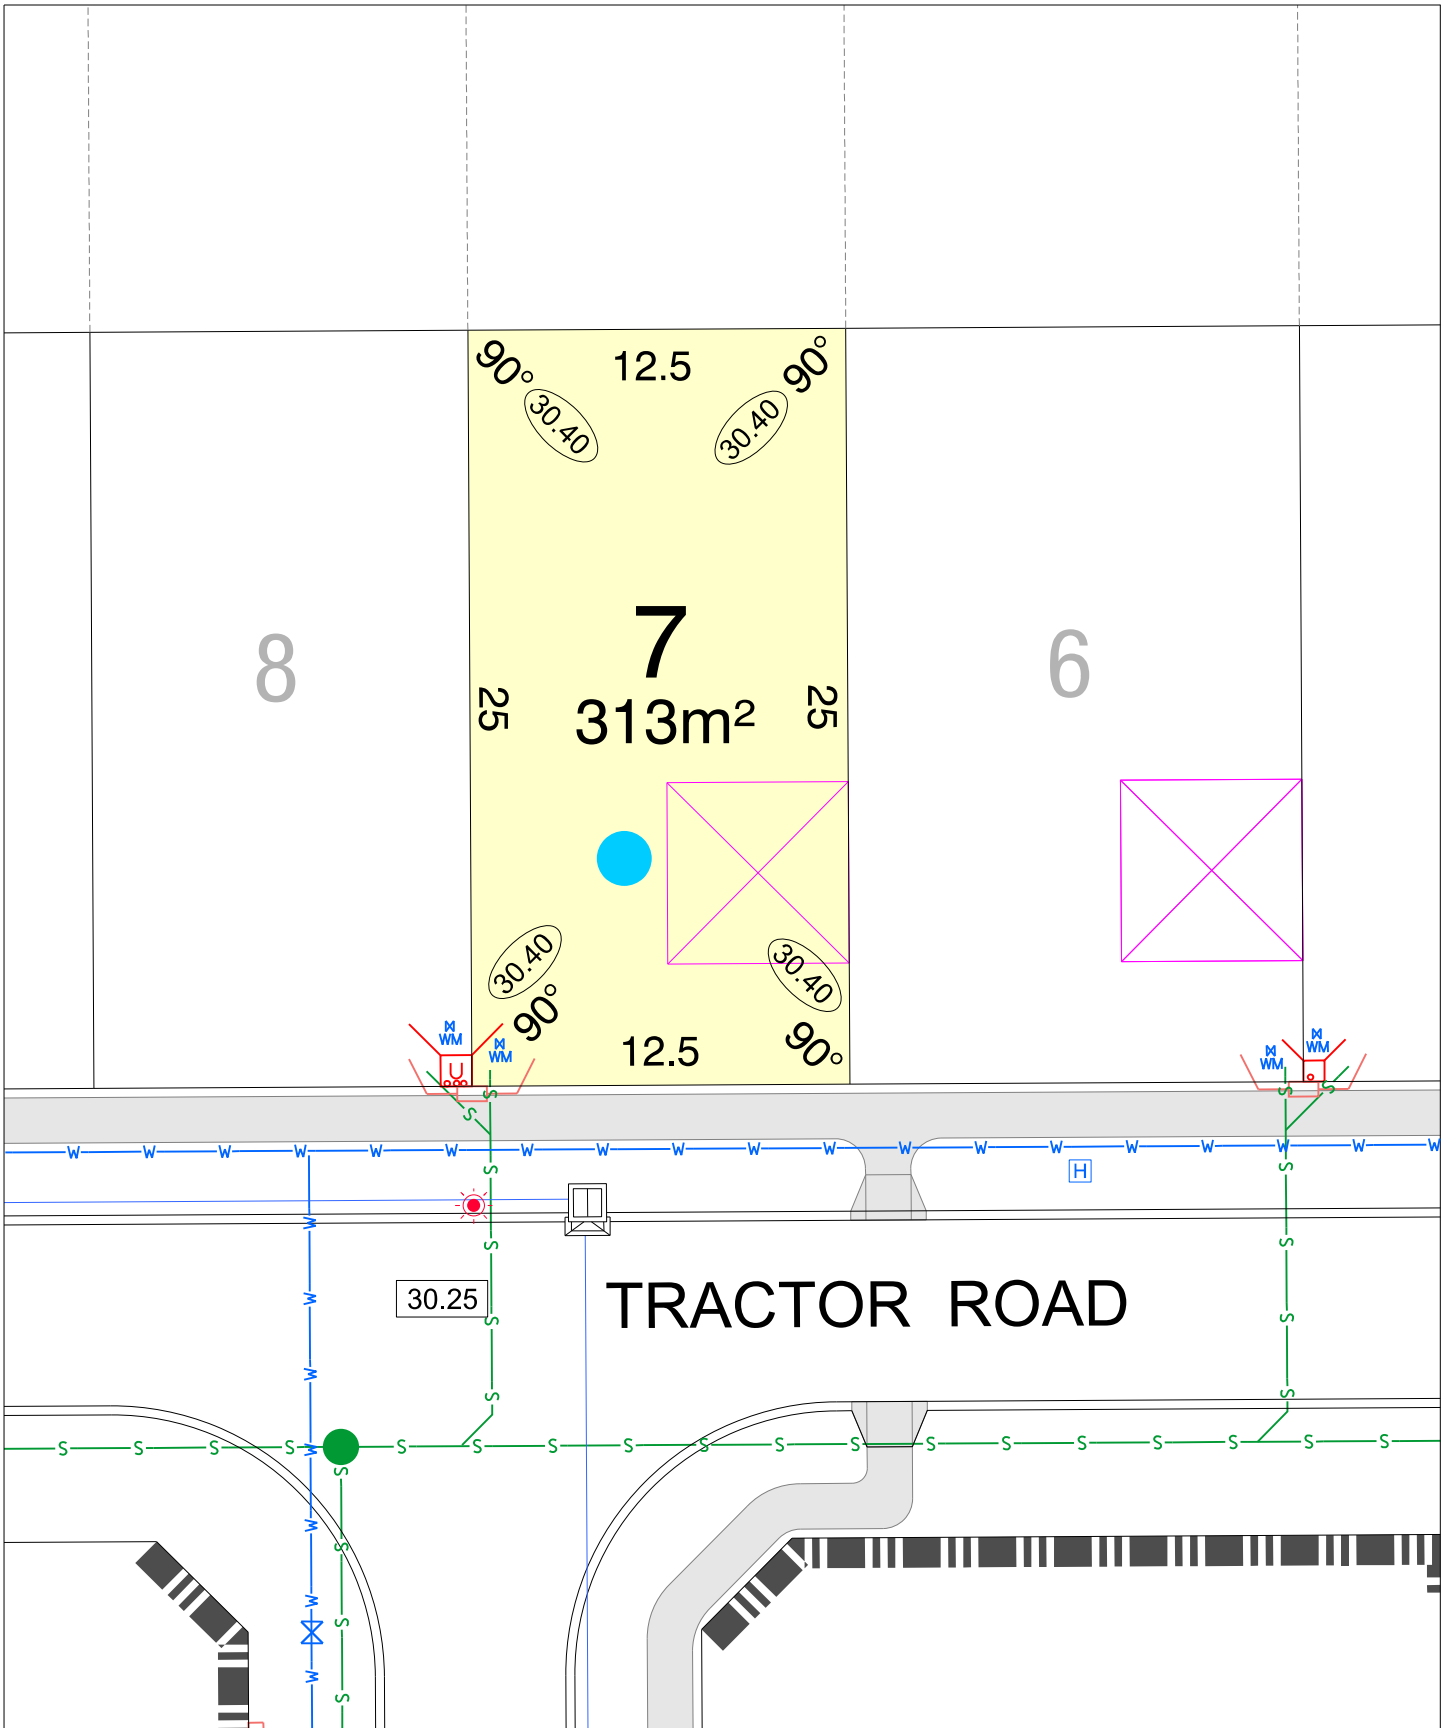 90° 12.5 90°
30.40 30.40
8 7 6
25 313m² 25
30.40 30.40
90° 12.5 90°
WM WM WM WM
U
S S S S
W W W W W W W W W W W W W W W W W W W
S H S
W S S
30.25 TRACTOR ROAD
W S S
W S S
S S S S W S S S S S S S S S S S S S S
S
W S
W S
W S